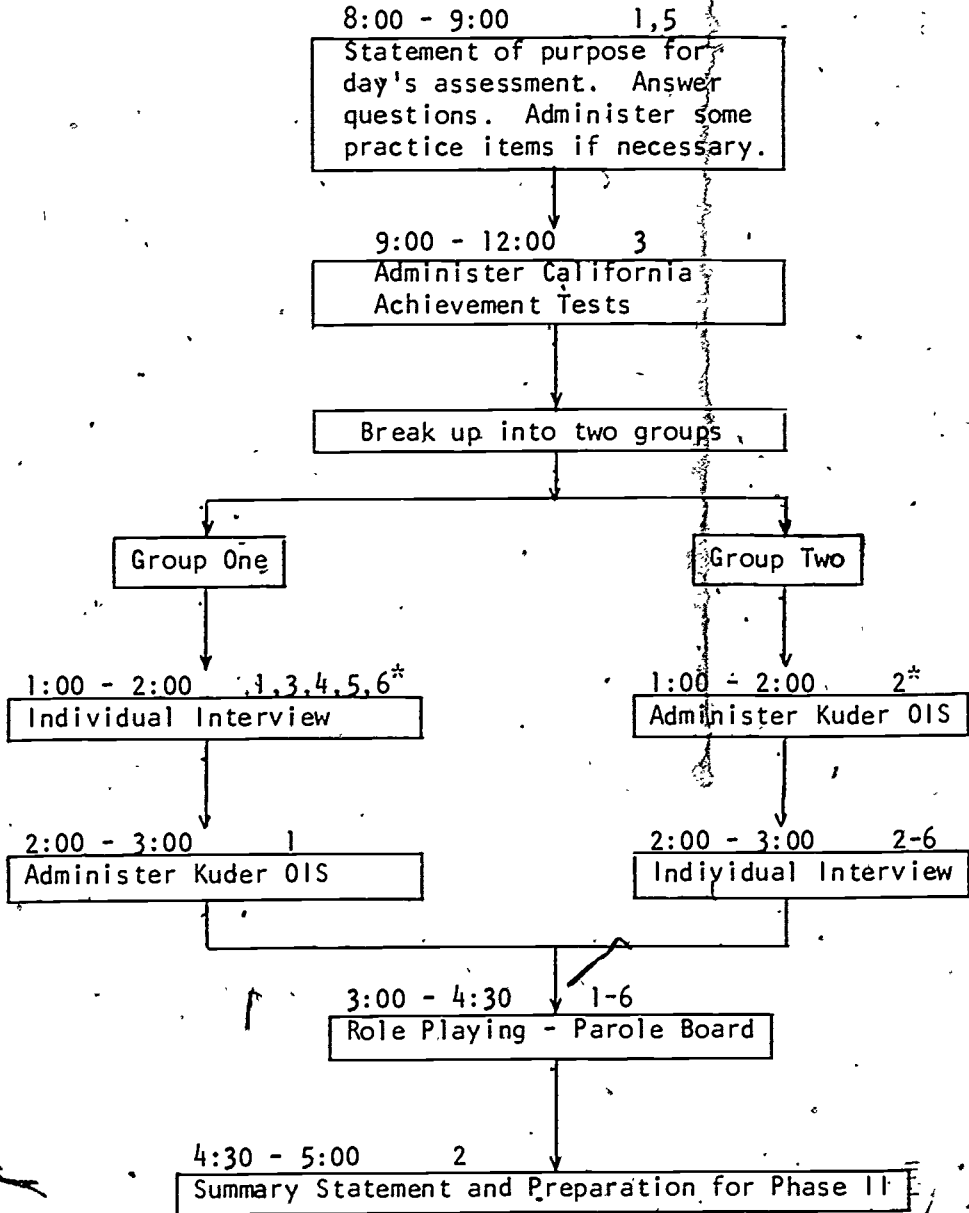 8:00 - 9:00 1,5
Statement of purpose for
day's assessment. Answer
questions. Administer some
practice items if necessary.
9:00 - 12:00 3
Administer California
Achievement Tests
Break up into two groups
Group One
Group Two
1:00 - 2:00 1,3,4,5,6*
Individual Interview
1:00 - 2:00 2*
Administer Kuder OIS
2:00 - 3:00 1
Administer Kuder OIS
2:00 - 3:00 2-6
Individual Interview
3:00 - 4:30 1-6
Role Playing - Parole Board
4:30 - 5:00 2
Summary Statement and Preparation for Phase II